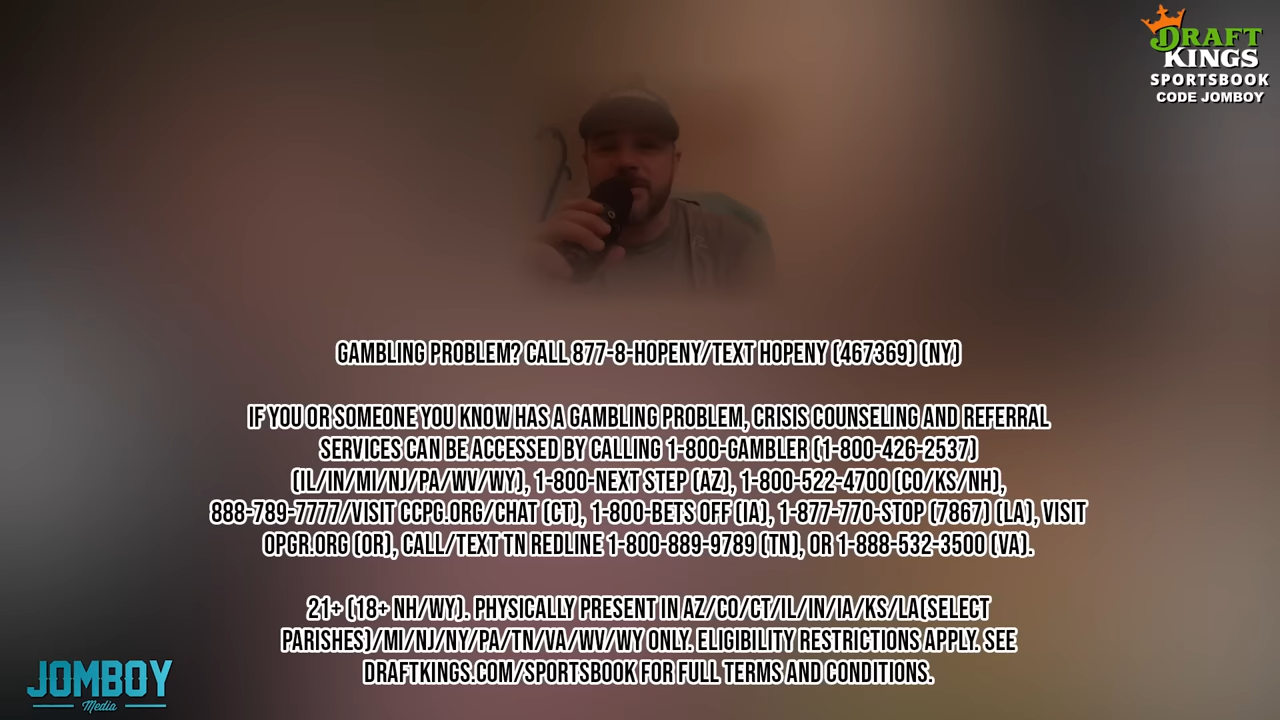 DRAFT
KINGS
SPORTSBOOK
CODE JOMBOY
GAMBLING PROBLEM? CALL 877-8-HOPENY/TEXT HOPENY (467369) (NY)
IF YOU OR SOMEONE YOU KNOW HAS A GAMBLING PROBLEM, CRISIS COUNSELING AND REFERRAL
SERVICES CAN BE ACCESSED BY CALLING 1-800-GAMBLER (1-800-426-2537)
(IL/IN/MI/NJ/PA/WV/WY), 1-800-NEXT STEP (AZ), 1-800-522-4700 (CO/KS/NH),
888-789-7777/VISIT CCPG.ORG/CHAT (CT), 1-800-BETS OFF (IA), 1-877-770-STOP (7867) (LA), VISIT
OPGR.ORG (OR), CALL/TEXT TN REDLINE 1-800-889-9789 (TN), OR 1-888-532-3500 (VA).
21+ (18+ NH/WY). PHYSICALLY PRESENT IN AZ/CO/CT/IL/IN/IA/KS/LA(SELECT
PARISHES)/MI/NJ/NY/PA/TN/VA/WV/WY ONLY. ELIGIBILITY RESTRICTIONS APPLY. SEE
DRAFTKINGS.COM/SPORTSBOOK FOR FULL TERMS AND CONDITIONS.
JOMBOY
Media